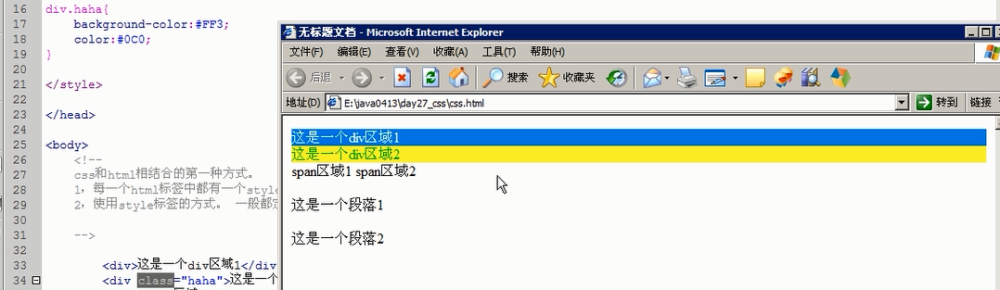 16 div.haha{
17 background-color:#FF3;
18 color:#0C0;
19 }
20
21 </style>
22
23 </head>
24
25 <body>
26 <!--
27 css和html相结合的第一种方式。
28 1，每一个html标签中都有一个style
29 2，使用style标签的方式。 一般都定
30
31 -->
32
33 <div>这是一个div区域1</div
34 <div class="haha">这是一个
无标题文档 - Microsoft Internet Explorer
文件(F) 编辑(E) 查看(V) 收藏(A) 工具(T) 帮助(H)
后退 搜索 收藏夹
地址(D) E:\java0413\day27_css\css.html 转到 链接
这是一个div区域1
这是一个div区域2
span区域1 span区域2
这是一个段落1
这是一个段落2